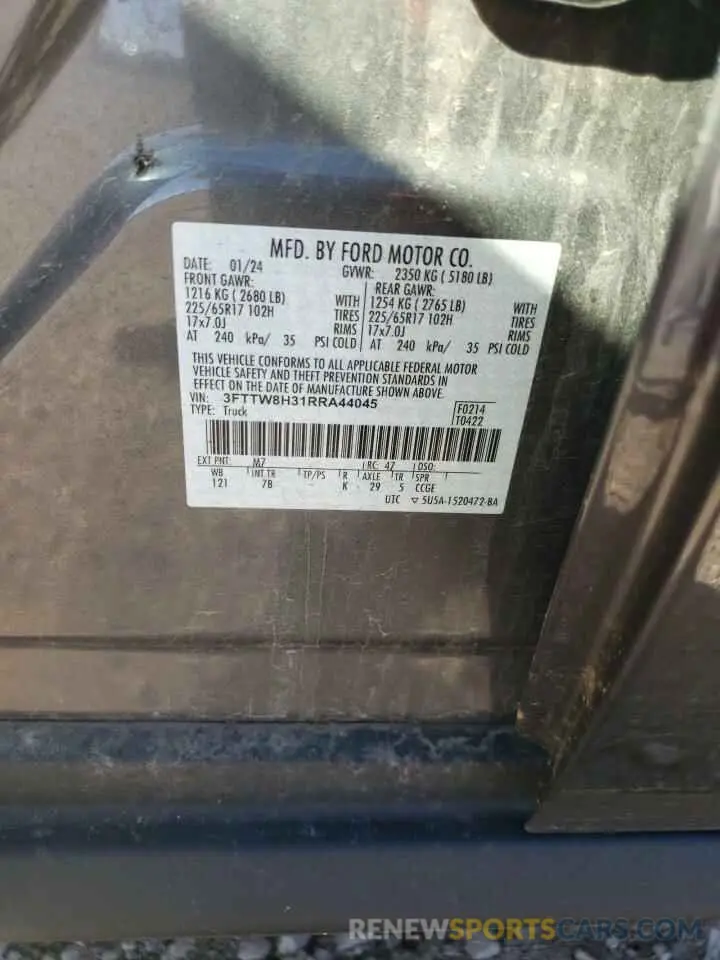 MFD. BY FORD MOTOR CO.
DATE: 01/24 GVWR: 2350 KG ( 5180 LB)
FRONT GAWR: REAR GAWR:
1216 KG ( 2680 LB) WITH 1254 KG ( 2765 LB) WITH
225/65R17 102H TIRES 225/65R17 102H TIRES
17x7.0J RIMS 17x7.0J RIMS
AT 240 kPa/ 35 PSI COLD AT 240 kPa/ 35 PSI COLD
THIS VEHICLE CONFORMS TO ALL APPLICABLE FEDERAL MOTOR
VEHICLE SAFETY AND THEFT PREVENTION STANDARDS IN
EFFECT ON THE DATE OF MANUFACTURE SHOWN ABOVE.
VIN: 3FTTW8H31RRA44045 F0214
TYPE: Truck T0422
EXT PNT: M7 RC: 47 DSO:
WB INT TR TP/PS R AXLE TR SPR
121 7B - K 29 5 CCGE
UTC ▽ 5U5A-1520472-BA
RENEWSPORTSCARS.COM